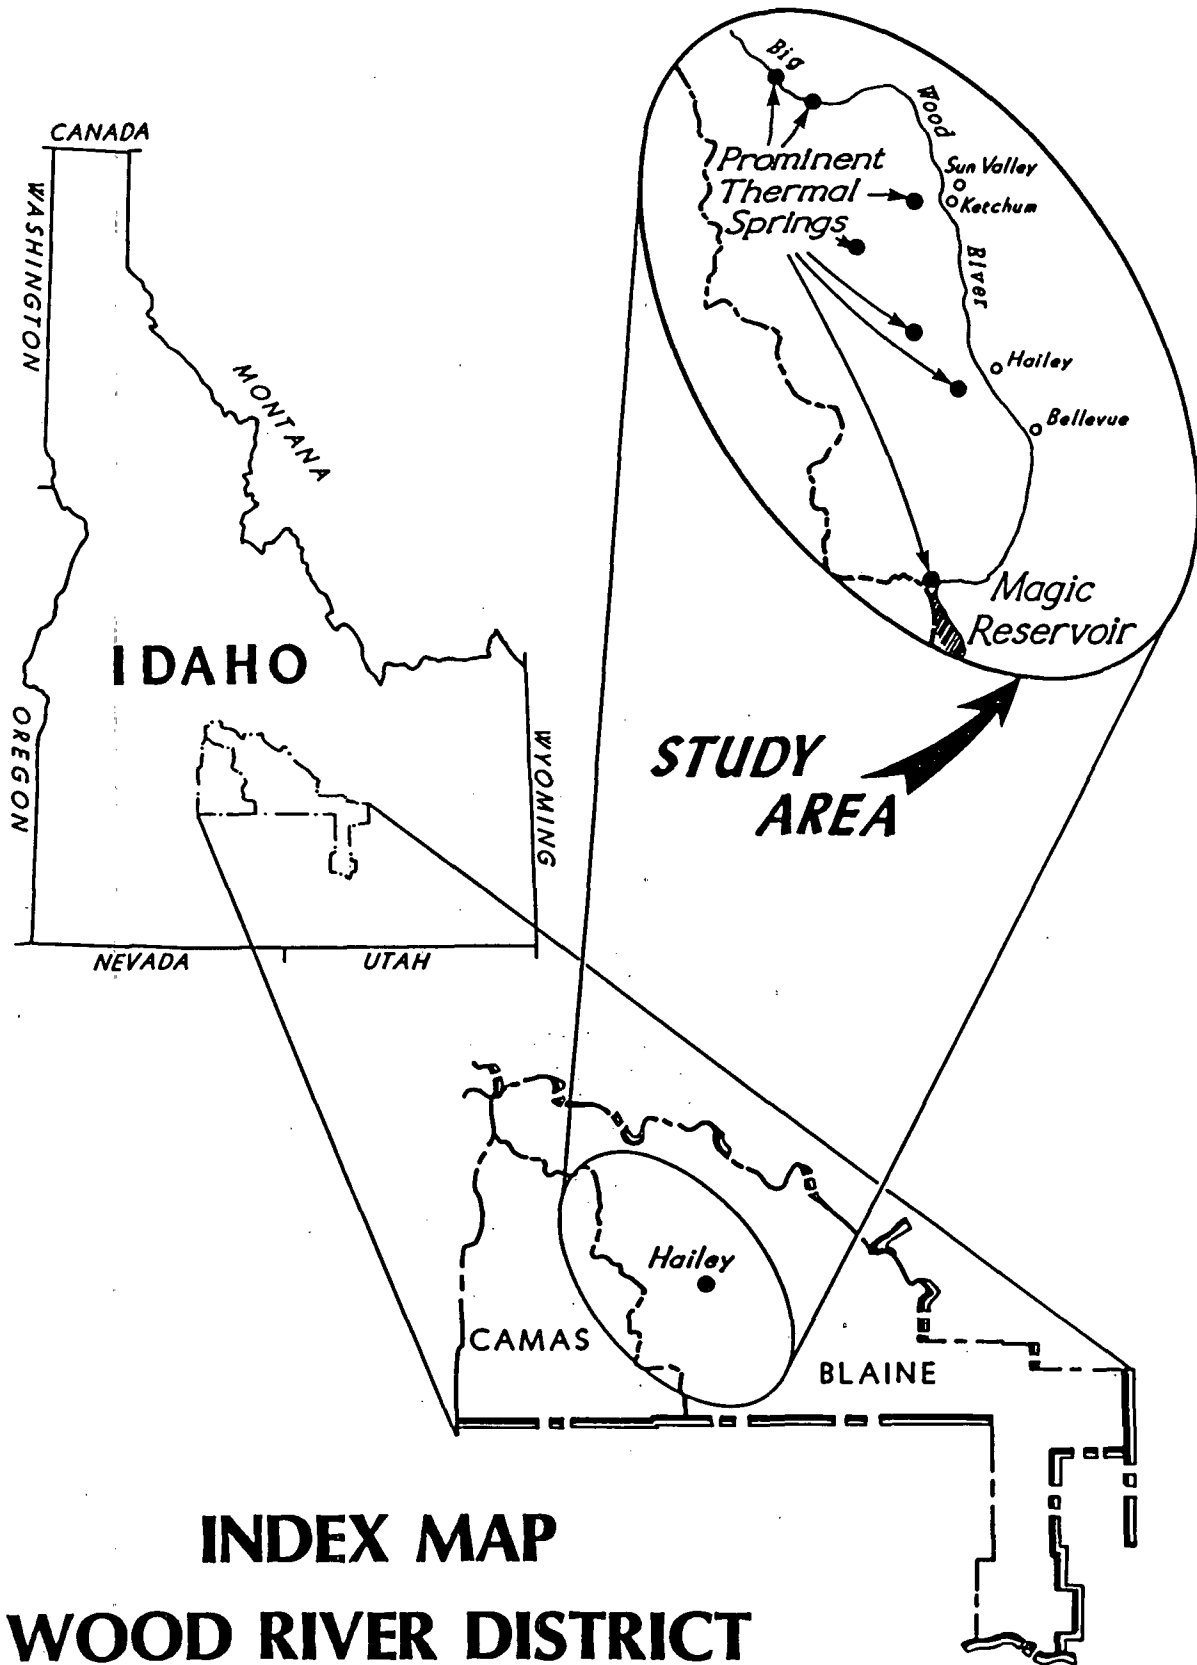 CANADA
WASHINGTON
MONTANA
IDAHO
OREGON
WYOMING
NEVADA
UTAH
Big
Wood
River
Prominent
Thermal
Springs
Sun Valley
Ketchum
Hailey
Bellevue
Magic
Reservoir
STUDY
AREA
Hailey
CAMAS
BLAINE
INDEX MAP
WOOD RIVER DISTRICT